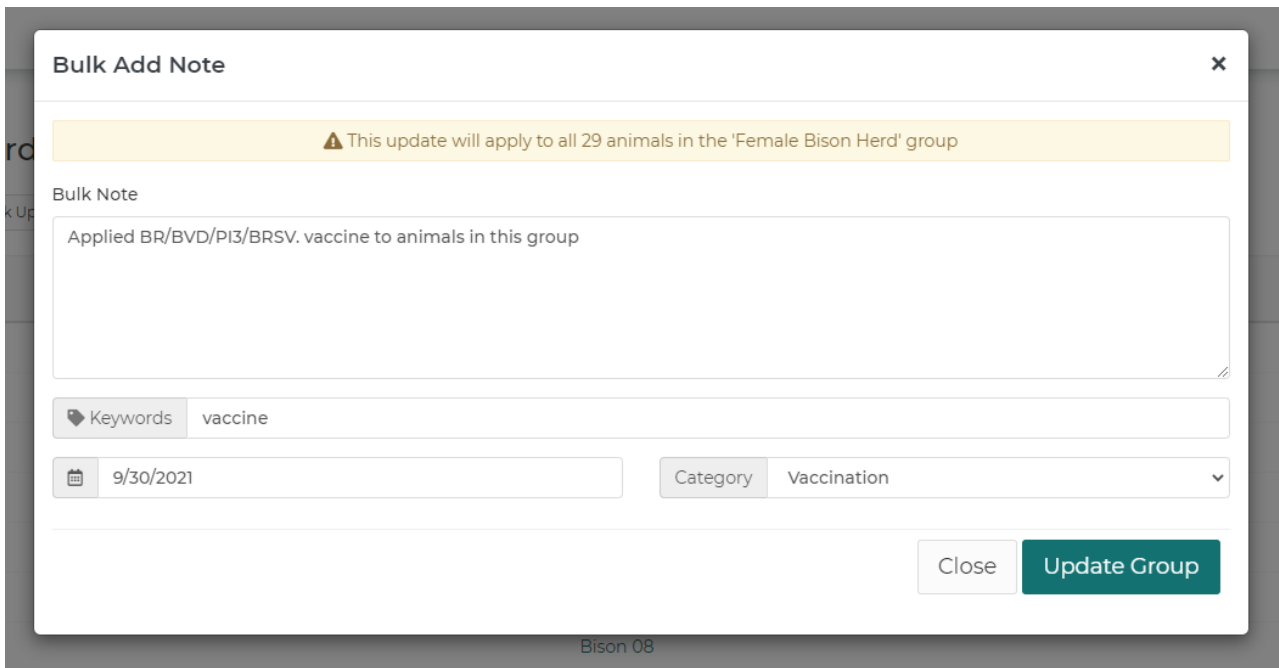 Bulk Add Note
×
This update will apply to all 29 animals in the 'Female Bison Herd' group
rd
k Up
Bulk Note
Applied BR/BVD/PI3/BRSV. vaccine to animals in this group
Keywords vaccine
9/30/2021 Category Vaccination
Close Update Group
Bison 08